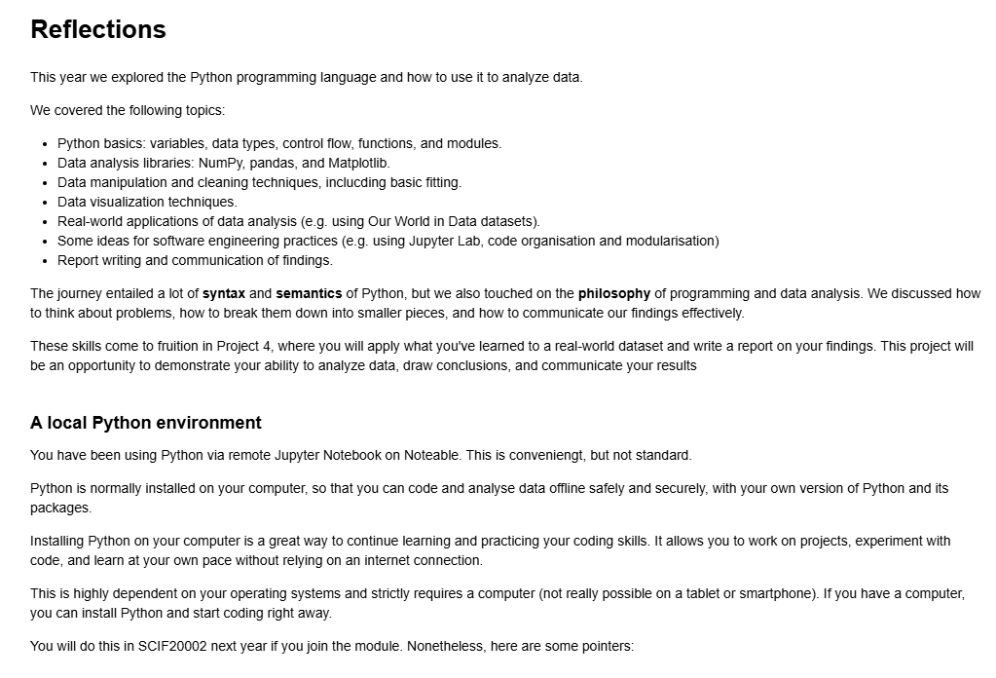 Reflections
This year we explored the Python programming language and how to use it to analyze data.
We covered the following topics:
• Python basics: variables, data types, control flow, functions, and modules.
• Data analysis libraries: NumPy, pandas, and Matplotlib.
• Data manipulation and cleaning techniques, inclucding basic fitting.
• Data visualization techniques.
• Real-world applications of data analysis (e.g. using Our World in Data datasets).
• Some ideas for software engineering practices (e.g. using Jupyter Lab, code organisation and modularisation)
• Report writing and communication of findings.
The journey entailed a lot of syntax and semantics of Python, but we also touched on the philosophy of programming and data analysis. We discussed how
to think about problems, how to break them down into smaller pieces, and how to communicate our findings effectively.
These skills come to fruition in Project 4, where you will apply what you've learned to a real-world dataset and write a report on your findings. This project will
be an opportunity to demonstrate your ability to analyze data, draw conclusions, and communicate your results
A local Python environment
You have been using Python via remote Jupyter Notebook on Noteable. This is conveniengt, but not standard.
Python is normally installed on your computer, so that you can code and analyse data offline safely and securely, with your own version of Python and its
packages.
Installing Python on your computer is a great way to continue learning and practicing your coding skills. It allows you to work on projects, experiment with
code, and learn at your own pace without relying on an internet connection.
This is highly dependent on your operating systems and strictly requires a computer (not really possible on a tablet or smartphone). If you have a computer,
you can install Python and start coding right away.
You will do this in SCIF20002 next year if you join the module. Nonetheless, here are some pointers: